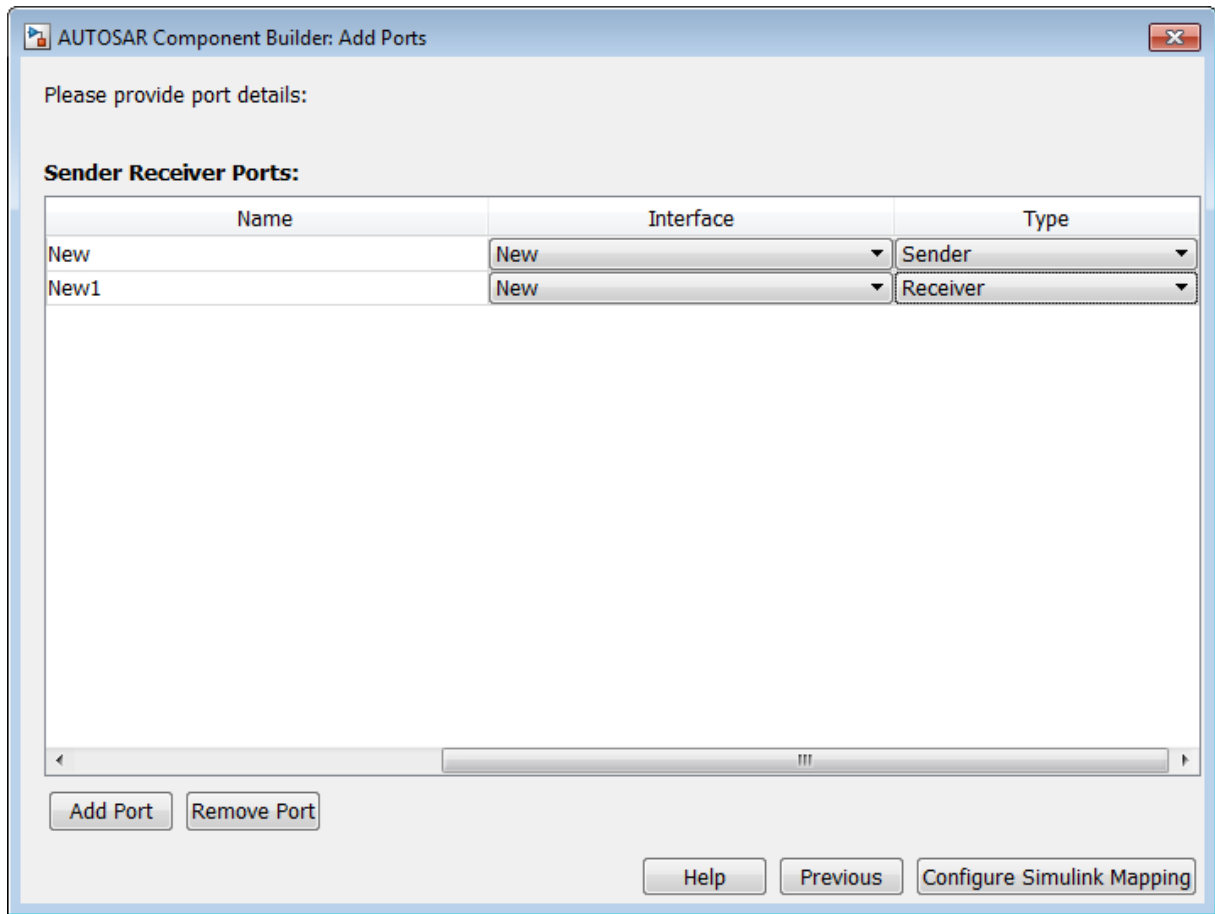 AUTOSAR Component Builder: Add Ports
Please provide port details:
Sender Receiver Ports:
Name Interface Type
New New Sender
New1 New Receiver
Add Port Remove Port
Help Previous Configure Simulink Mapping